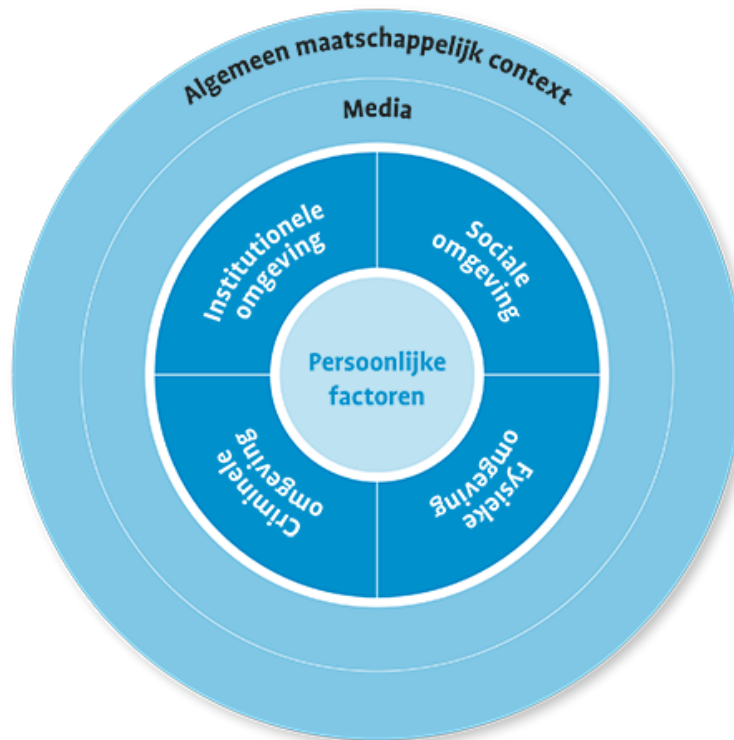 Algemeen maatschappelijk context
Media
Institutionele
omgeving
Sociale
omgeving
Persoonlijke
factoren
Criminele
omgeving
Fysieke
omgeving